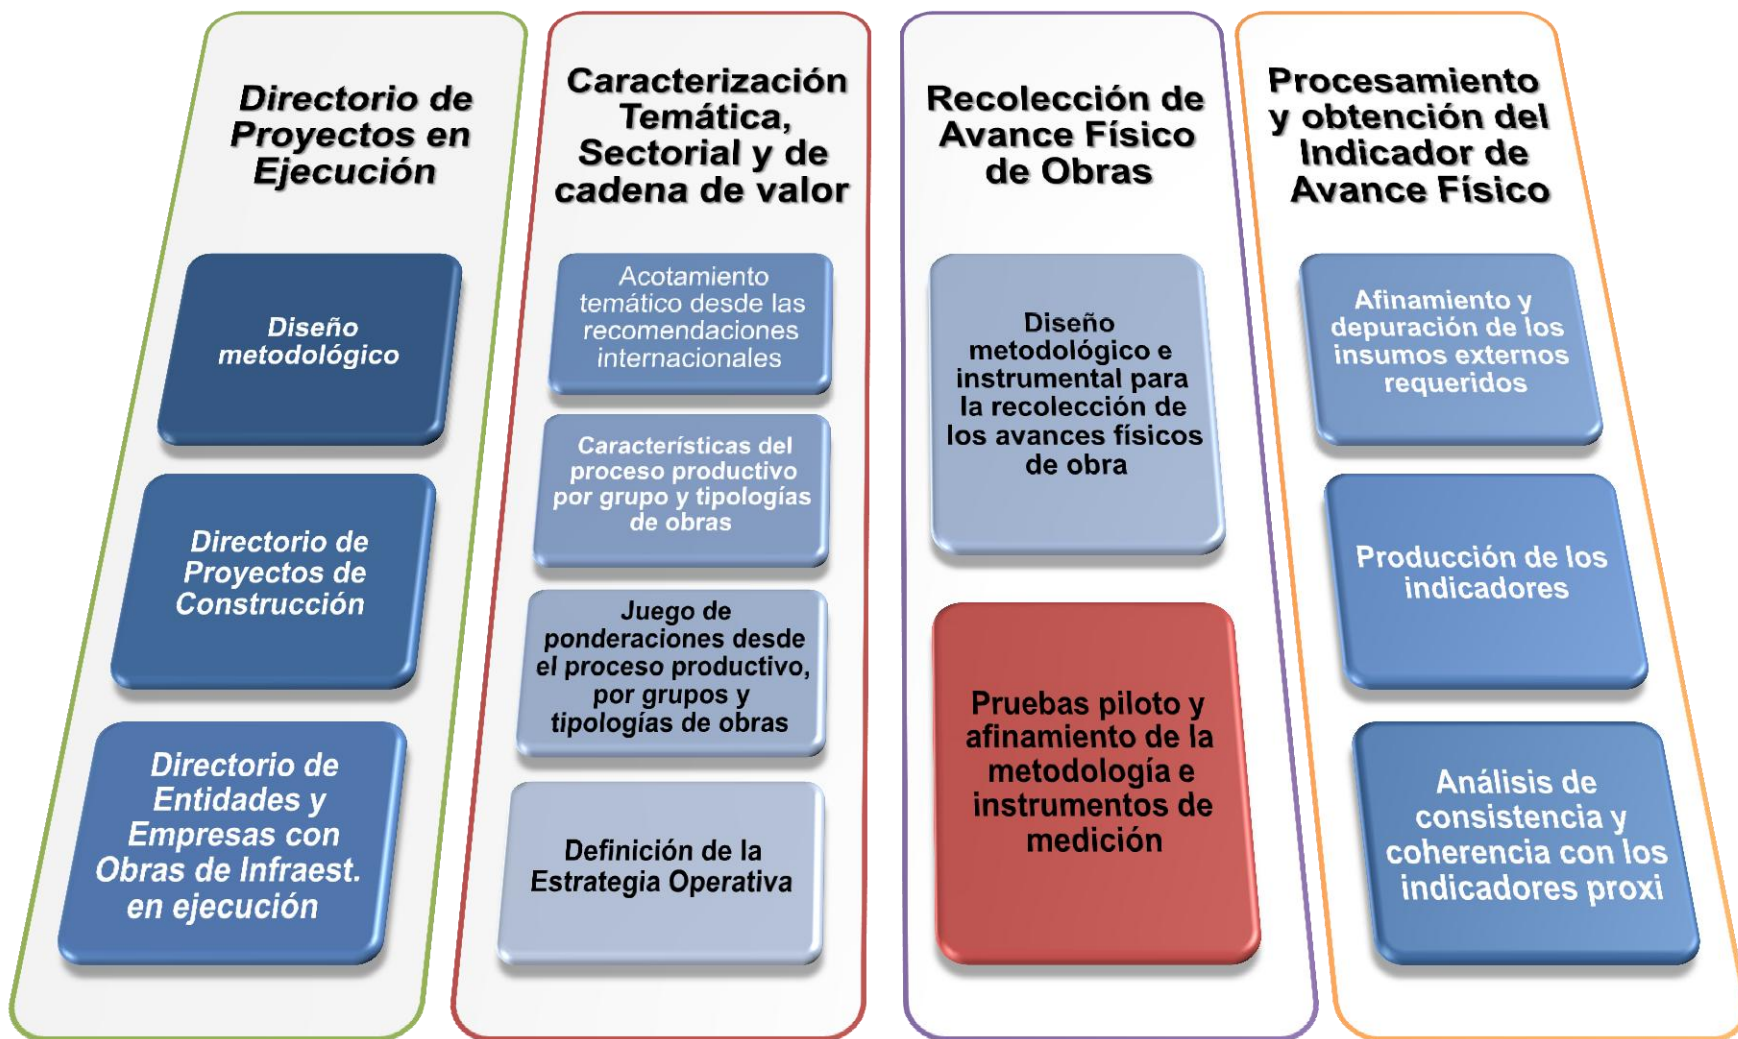 Directorio de
Proyectos en
Ejecución
Diseño
metodológico
Directorio de
Proyectos de
Construcción
Directorio de
Entidades y
Empresas con
Obras de Infraest.
en ejecución
Caracterización
Temática,
Sectorial y de
cadena de valor
Acotamiento
temático desde las
recomendaciones
internacionales
Características del
proceso productivo
por grupo y tipologías
de obras
Juego de
ponderaciones desde
el proceso productivo,
por grupos y
tipologías de obras
Definición de la
Estrategia Operativa
Recolección de
Avance Físico
de Obras
Diseño
metodológico e
instrumental para
la recolección de
los avances físicos
de obra
Pruebas piloto y
afinamiento de la
metodología e
instrumentos de
medición
Procesamiento
y obtención del
Indicador de
Avance Físico
Afinamiento y
depuración de los
insumos externos
requeridos
Producción de los
indicadores
Análisis de
consistencia y
coherencia con los
indicadores proxi